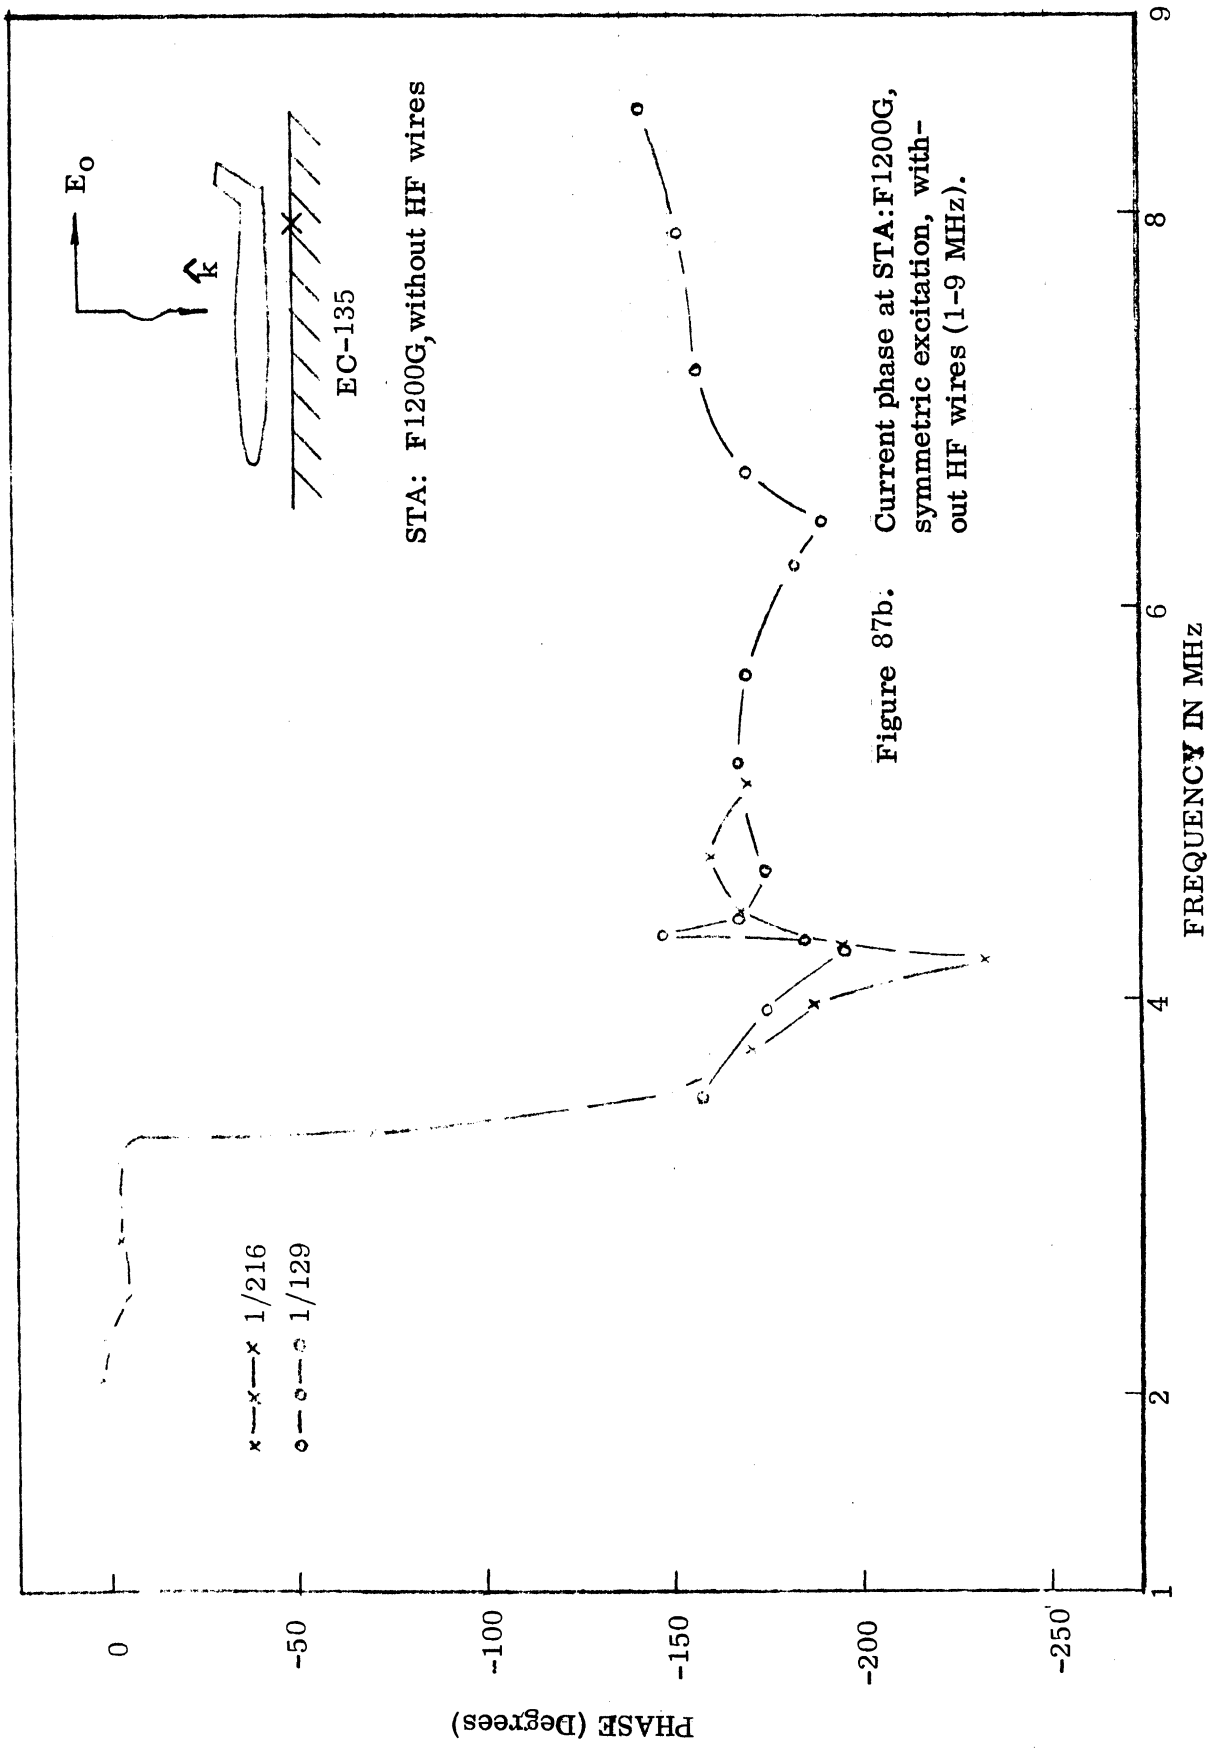 E₀
k̂
EC-135
STA: F1200G, without HF wires
x—x—x 1/216
o—o—o 1/129
PHASE (Degrees)
0
-50
-100
-150
-200
-250
1
2
4
6
8
9
FREQUENCY IN MHz
Figure 87b. Current phase at STA:F1200G,
symmetric excitation, with-
out HF wires (1-9 MHz).